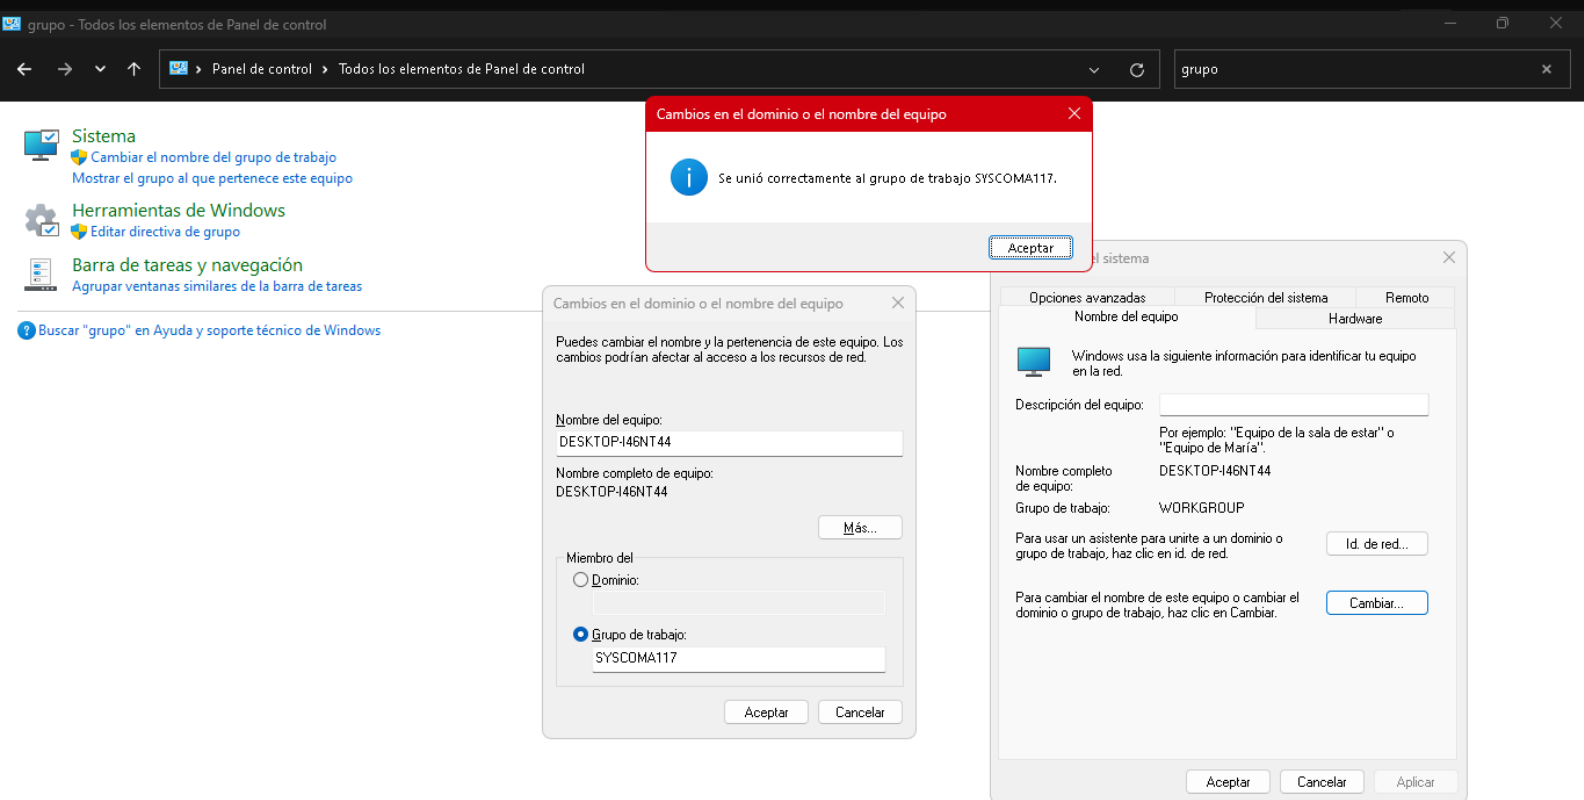 grupo - Todos los elementos de Panel de control
Panel de control > Todos los elementos de Panel de control
grupo
Sistema
Cambiar el nombre del grupo de trabajo
Mostrar el grupo al que pertenece este equipo
Herramientas de Windows
Editar directiva de grupo
Barra de tareas y navegación
Agrupar ventanas similares de la barra de tareas
Buscar "grupo" en Ayuda y soporte técnico de Windows
Cambios en el dominio o el nombre del equipo
Se unió correctamente al grupo de trabajo SYSCOMA117.
Aceptar
Cambios en el dominio o el nombre del equipo
Puedes cambiar el nombre y la pertenencia de este equipo. Los
cambios podrían afectar al acceso a los recursos de red.
Nombre del equipo:
DESKTOP-I46NT44
Nombre completo de equipo:
DESKTOP-I46NT44
Más...
Miembro del
Dominio:
Grupo de trabajo:
SYSCOMA117
Aceptar
Cancelar
sistema
Opciones avanzadas
Protección del sistema
Remoto
Nombre del equipo
Hardware
Windows usa la siguiente información para identificar tu equipo
en la red.
Descripción del equipo:
Por ejemplo: "Equipo de la sala de estar" o
"Equipo de María".
Nombre completo
de equipo:
DESKTOP-I46NT44
Grupo de trabajo:
WORKGROUP
Para usar un asistente para unirte a un dominio o
grupo de trabajo, haz clic en id. de red.
Id. de red...
Para cambiar el nombre de este equipo o cambiar el
dominio o grupo de trabajo, haz clic en Cambiar.
Cambiar...
Aceptar
Cancelar
Aplicar